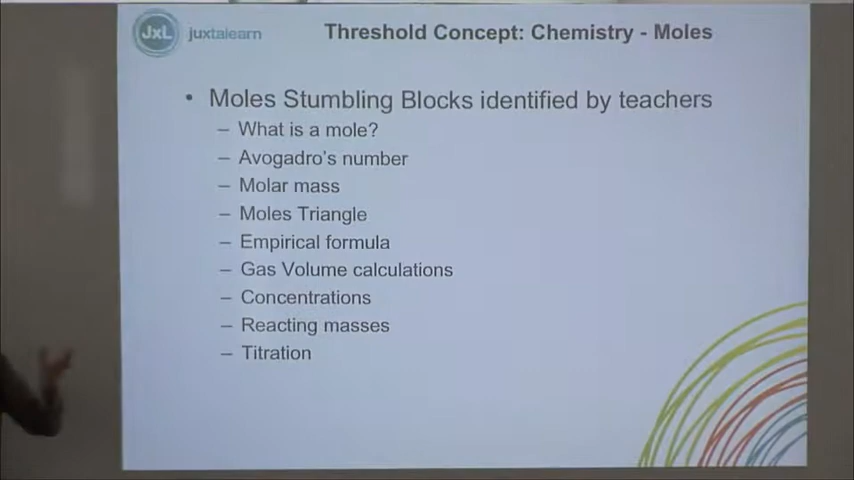 JxL juxtalearn
Threshold Concept: Chemistry - Moles
• Moles Stumbling Blocks identified by teachers
– What is a mole?
– Avogadro's number
– Molar mass
– Moles Triangle
– Empirical formula
– Gas Volume calculations
– Concentrations
– Reacting masses
– Titration